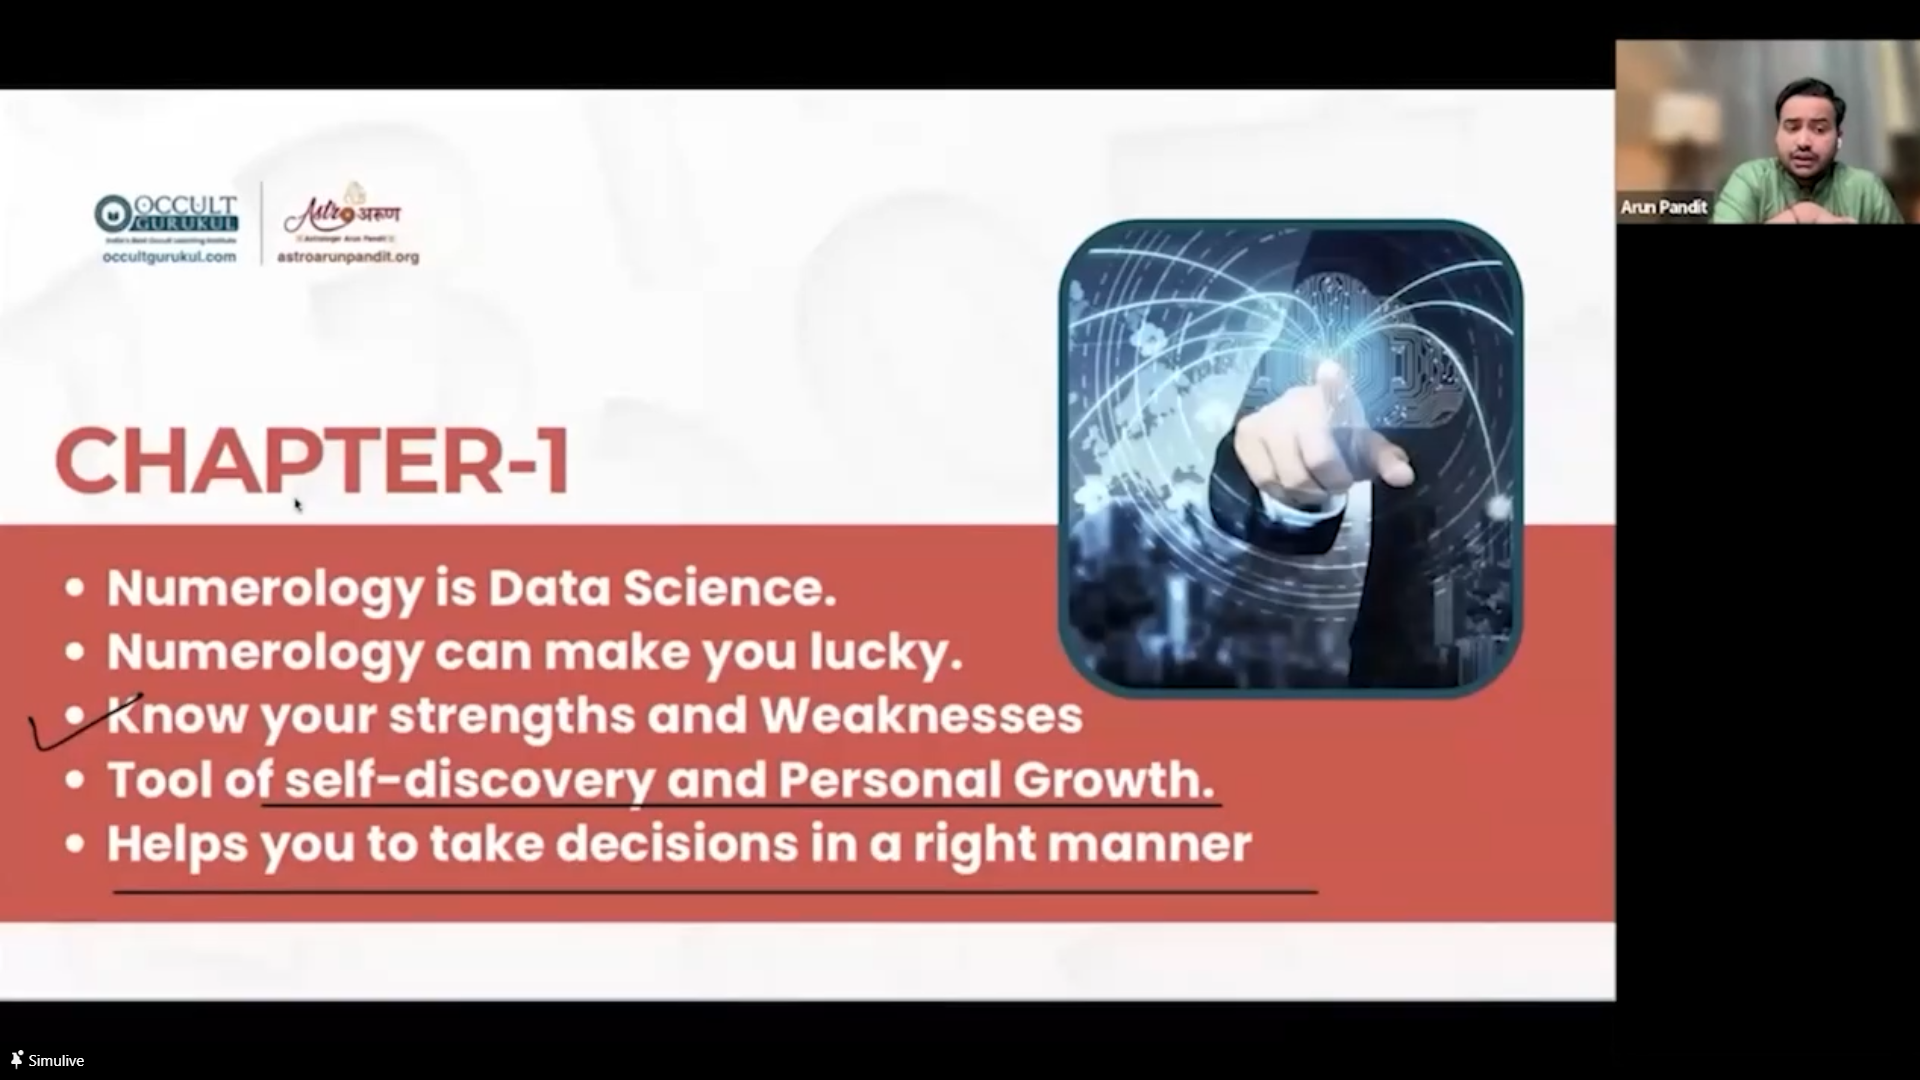 OCCULT
GURUKUL
India's Best Occult Learning Institute
occultgurukul.com
Astro अरुण
Astrologer Arun Pandit
astroarunpandit.org
Arun Pandit
CHAPTER-1
• Numerology is Data Science.
• Numerology can make you lucky.
• Know your strengths and Weaknesses
• Tool of self-discovery and Personal Growth.
• Helps you to take decisions in a right manner
Simulive